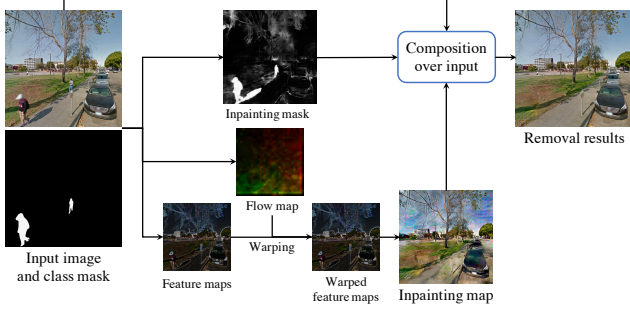 Composition
over input
Inpainting mask
Removal results
Flow map
Warping
Input image
and class mask
Feature maps
Warped
feature maps
Inpainting map